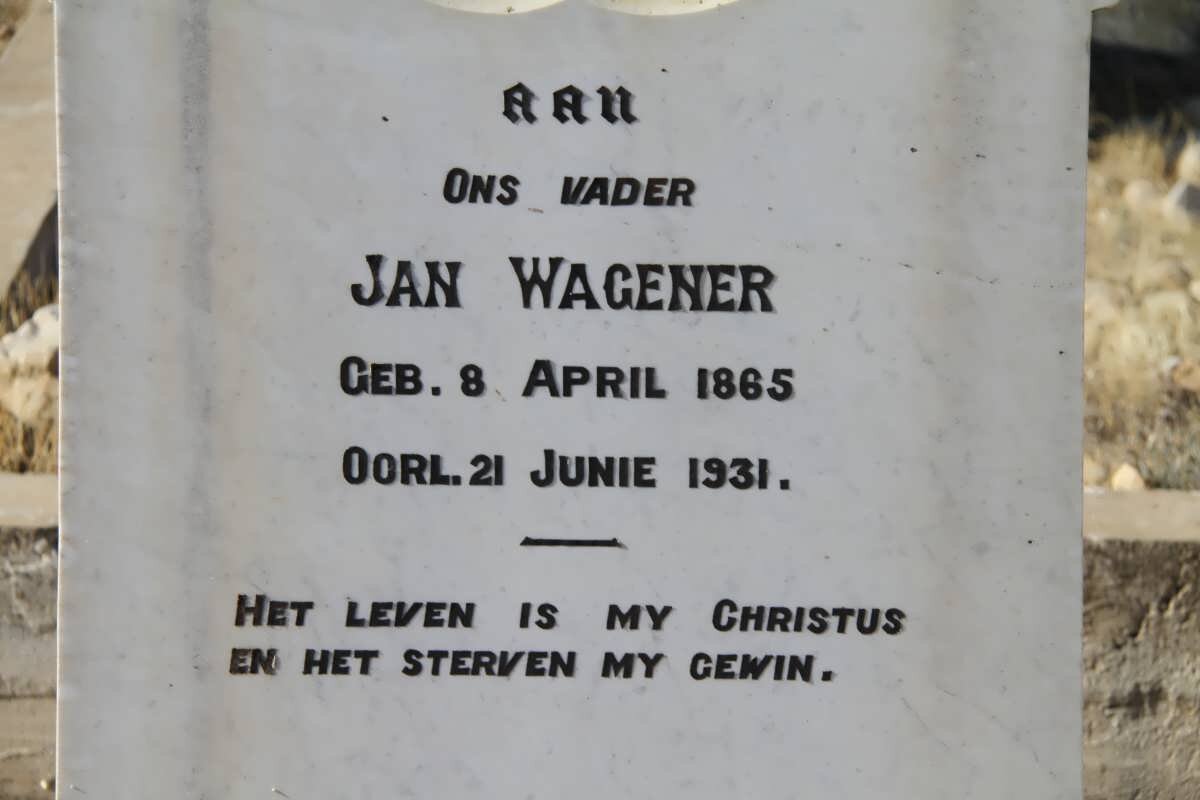 AAN
ONS VADER
JAN WAGENER
GEB. 8 APRIL 1865
OORL. 21 JUNIE 1931.
HET LEVEN IS MY CHRISTUS
EN HET STERVEN MY GEWIN.